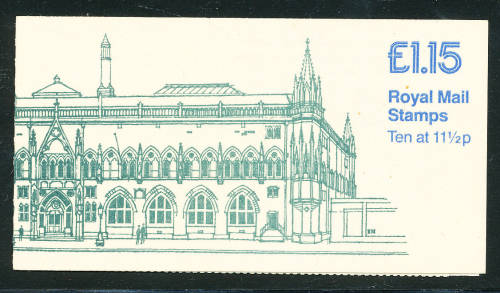 £1.15
Royal Mail
Stamps
Ten at 11½p